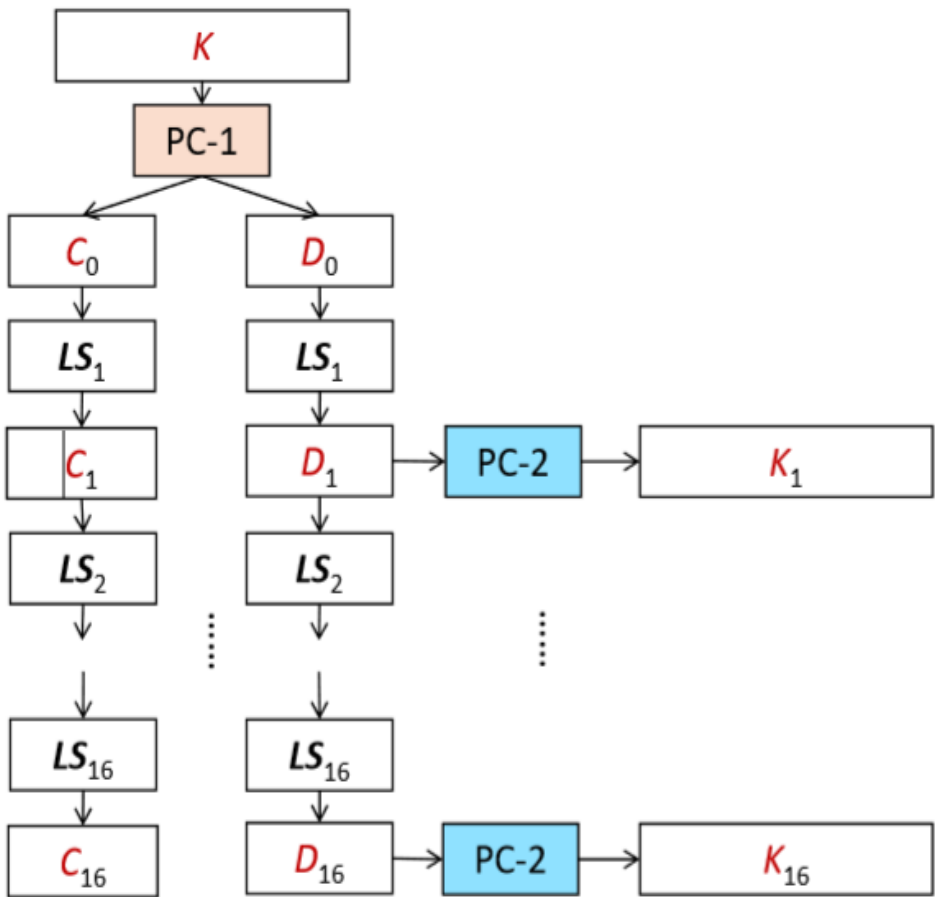 K
PC-1
C₀ D₀
LS₁ LS₁
C₁ D₁ PC-2 K₁
LS₂ LS₂
LS₁₆ LS₁₆
C₁₆ D₁₆ PC-2 K₁₆